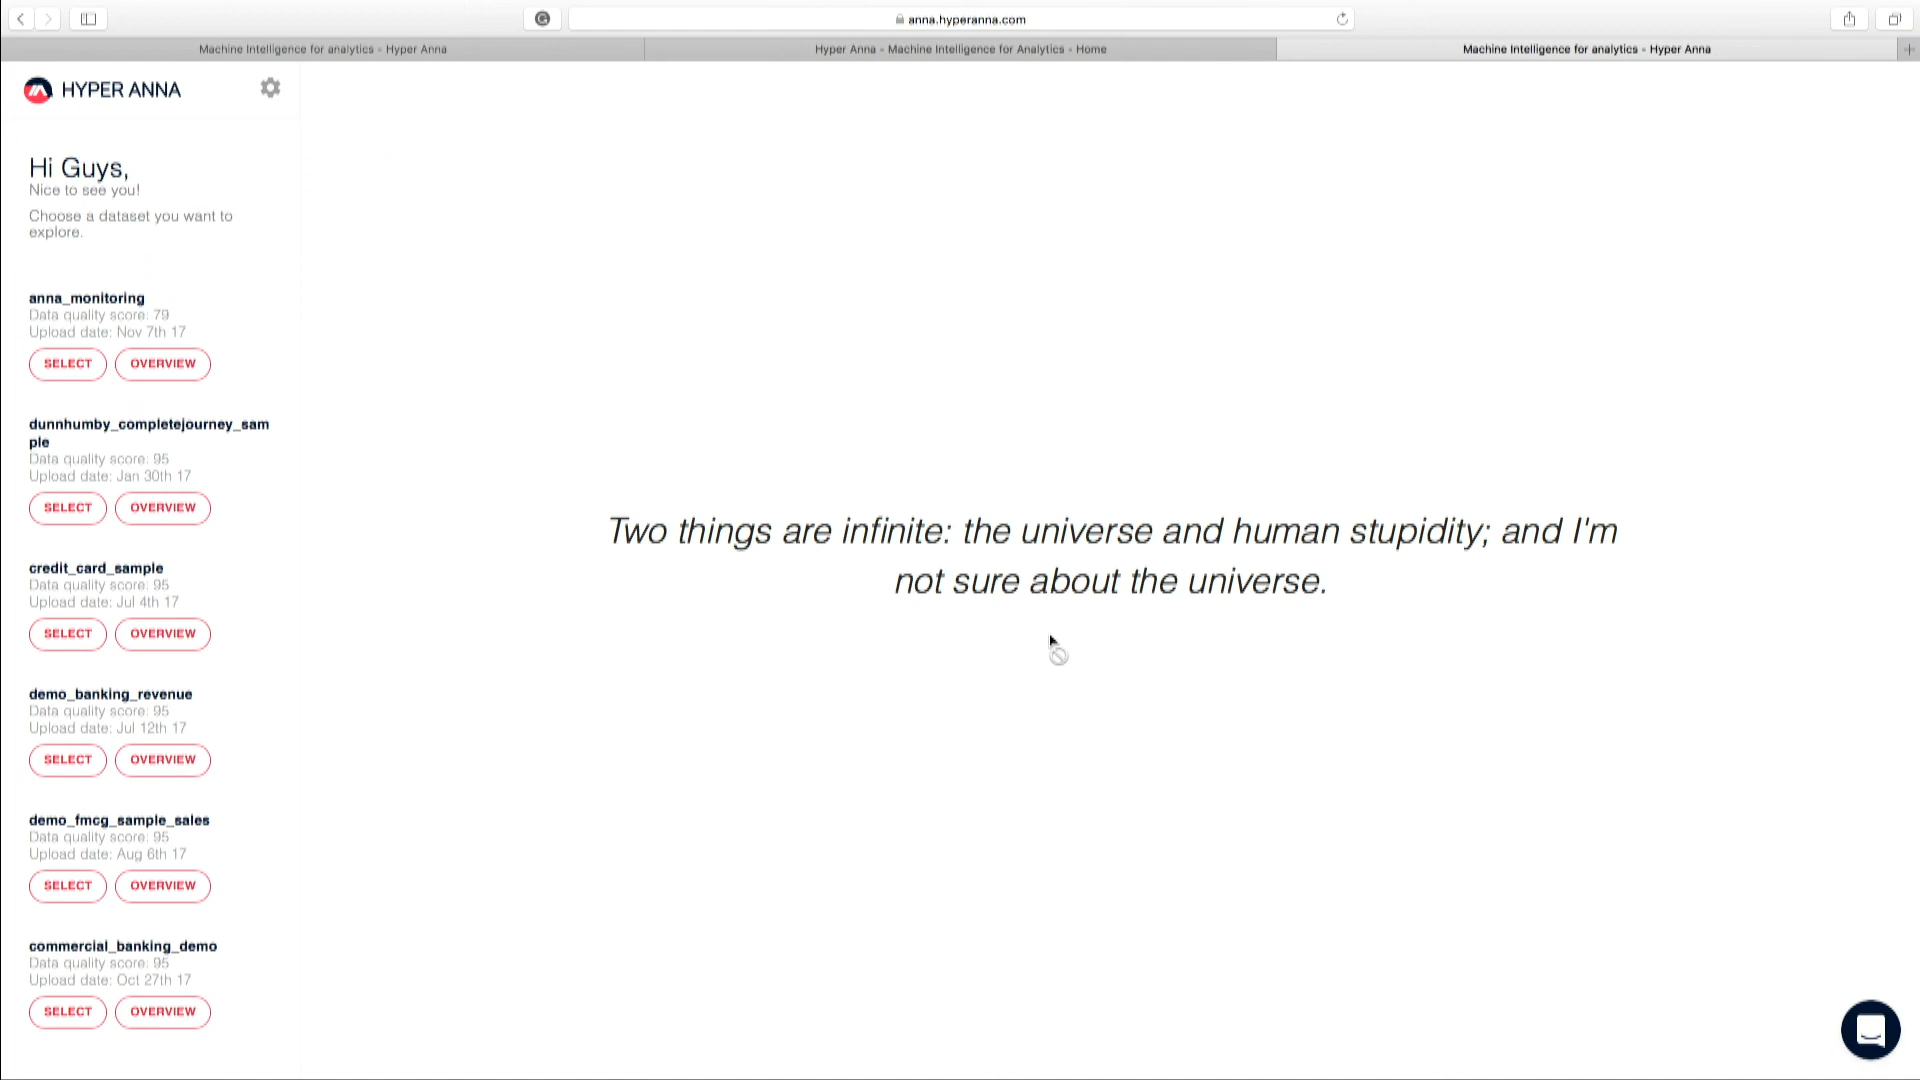 anna.hyperanna.com
Machine Intelligence for analytics - Hyper Anna
Hyper Anna - Machine Intelligence for Analytics - Home
Machine Intelligence for analytics - Hyper Anna
HYPER ANNA
Hi Guys,
Nice to see you!
Choose a dataset you want to
explore.
anna_monitoring
Data quality score: 79
Upload date: Nov 7th 17
SELECT OVERVIEW
dunnhumby_completejourney_sam
ple
Data quality score: 95
Upload date: Jan 30th 17
SELECT OVERVIEW
credit_card_sample
Data quality score: 95
Upload date: Jul 4th 17
SELECT OVERVIEW
demo_banking_revenue
Data quality score: 95
Upload date: Jul 12th 17
SELECT OVERVIEW
demo_fmcg_sample_sales
Data quality score: 95
Upload date: Aug 6th 17
SELECT OVERVIEW
commercial_banking_demo
Data quality score: 95
Upload date: Oct 27th 17
SELECT OVERVIEW
Two things are infinite: the universe and human stupidity; and I'm
not sure about the universe.